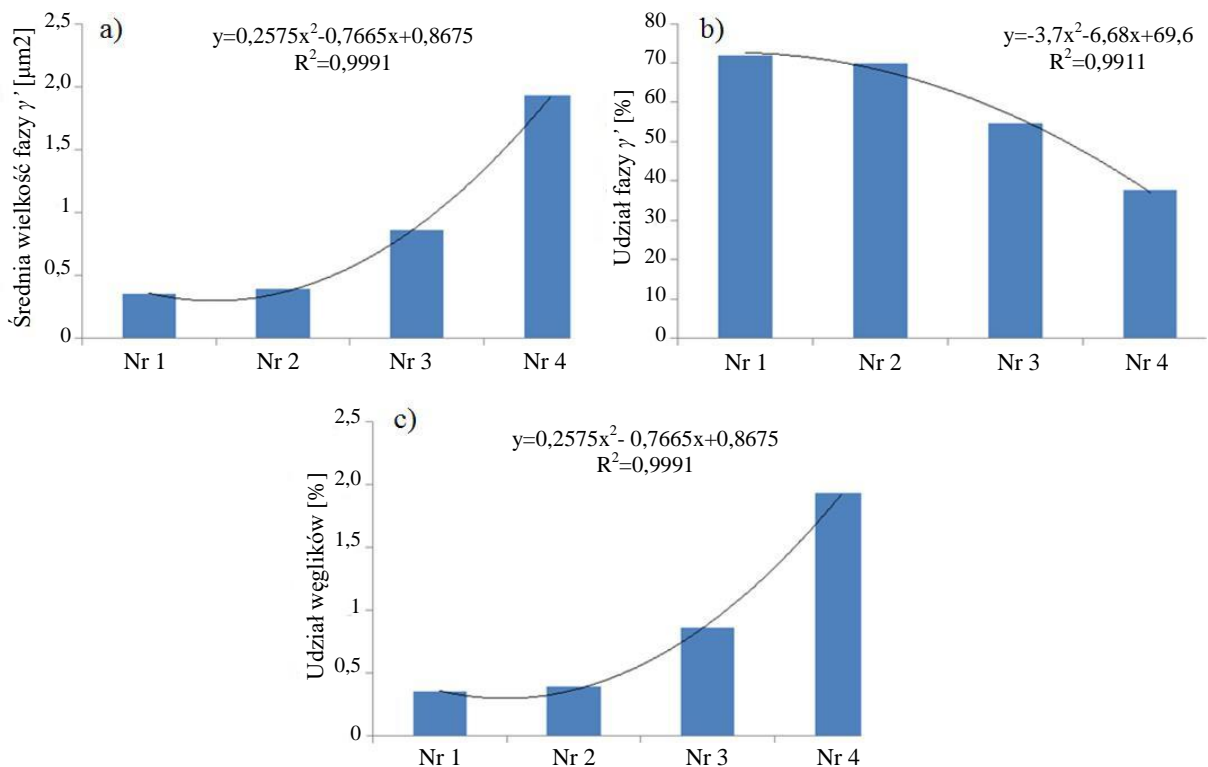 a)
y=0,2575x²-0,7665x+0,8675
R²=0,9991
Średnia wielkość fazy γ’ [μm2]
2,5
2,0
1,5
1
0,5
0
Nr 1 Nr 2 Nr 3 Nr 4
b)
y=-3,7x²-6,68x+69,6
R²=0,9911
Udział fazy γ’ [%]
80
70
60
50
40
30
20
10
0
Nr 1 Nr 2 Nr 3 Nr 4
c)
y=0,2575x²- 0,7665x+0,8675
R²=0,9991
Udział węglików [%]
2,5
2,0
1,5
1
0,5
0
Nr 1 Nr 2 Nr 3 Nr 4